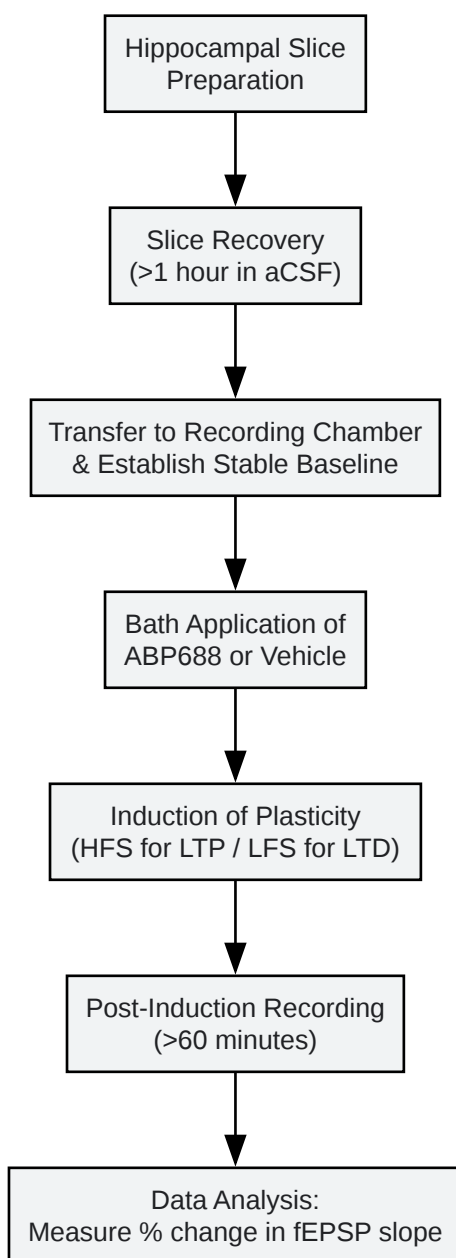 Hippocampal Slice
Preparation
Slice Recovery
(>1 hour in aCSF)
Transfer to Recording Chamber
& Establish Stable Baseline
Bath Application of
ABP688 or Vehicle
Induction of Plasticity
(HFS for LTP / LFS for LTD)
Post-Induction Recording
(>60 minutes)
Data Analysis:
Measure % change in fEPSP slope